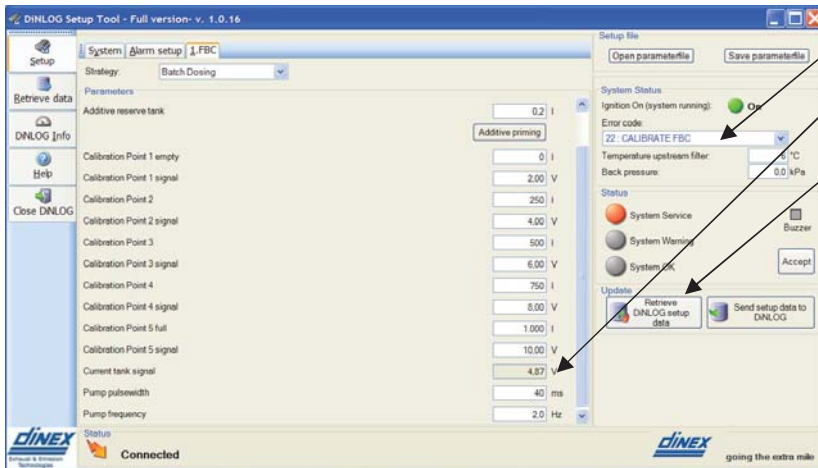 DiNLOG Setup Tool - Full version- v. 1.0.16
Setup
Retrieve data
DiNLOG Info
Help
Close DiNLOG
System Alarm setup 1.FBC
Strategy: Batch Dosing
Parameters
Additive reserve tank 0,2 l
Additive priming
Calibration Point 1 empty 0 l
Calibration Point 1 signal 2,00 V
Calibration Point 2 250 l
Calibration Point 2 signal 4,00 V
Calibration Point 3 500 l
Calibration Point 3 signal 6,00 V
Calibration Point 4 750 l
Calibration Point 4 signal 8,00 V
Calibration Point 5 full 1.000 l
Calibration Point 5 signal 10,00 V
Current tank signal 4,87 V
Pump pulsewidth 40 ms
Pump frequency 2,0 Hz
Setup file
Open parameterfile Save parameterfile
System Status
Ignition On (system running): On
Error code:
22 : CALIBRATE FBC
Temperature upstream filter: °C
Back pressure: 0,0 kPa
Status
System Service
Buzzer
System Warning
System OK
Accept
Update
Retrieve
DiNLOG setup
data
Send setup data to
DiNLOG
DINEX
Exhaust & Emission
Technologies
Status
Connected
DINEX
going the extra mile